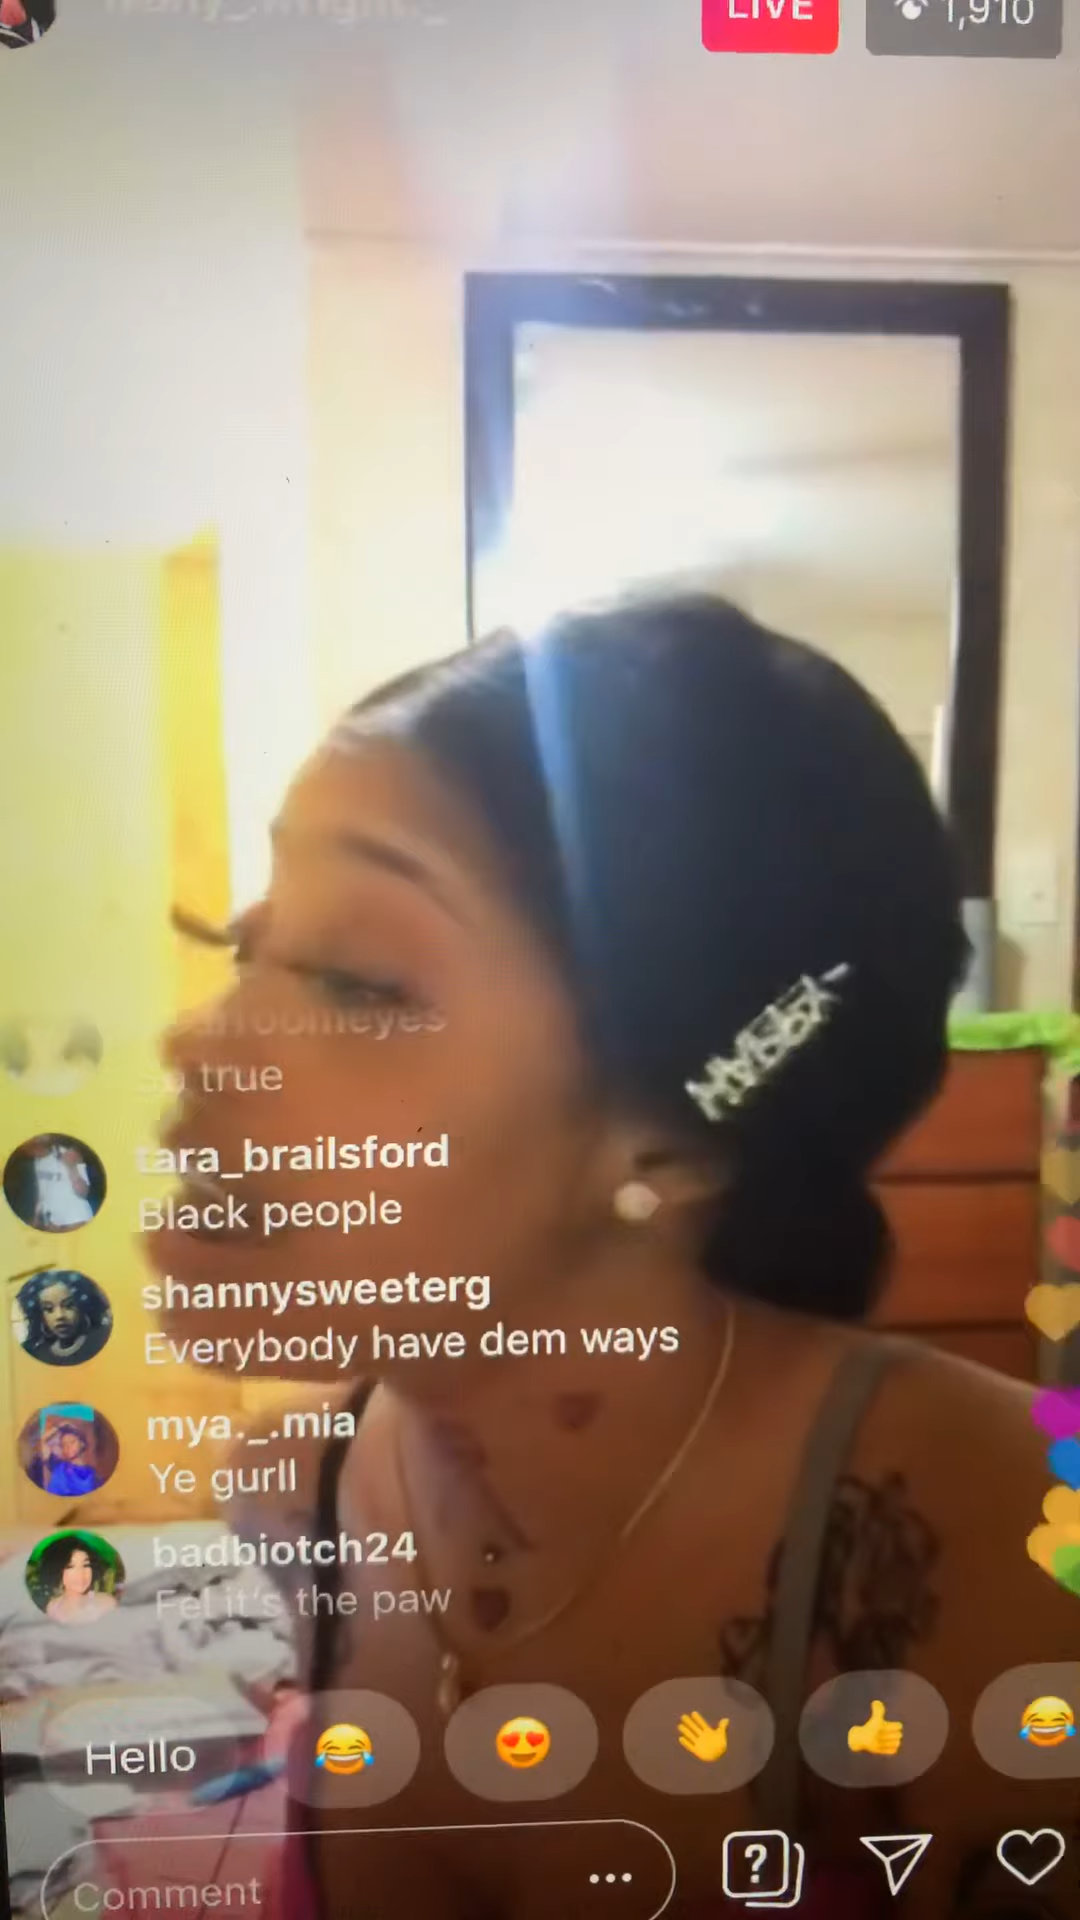 LIVE
1,910
true
tara_brailsford
Black people
shannysweeterg
Everybody have dem ways
mya._.mia
Ye gurll
badbiotch24
Fel it's the paw
Hello
Comment